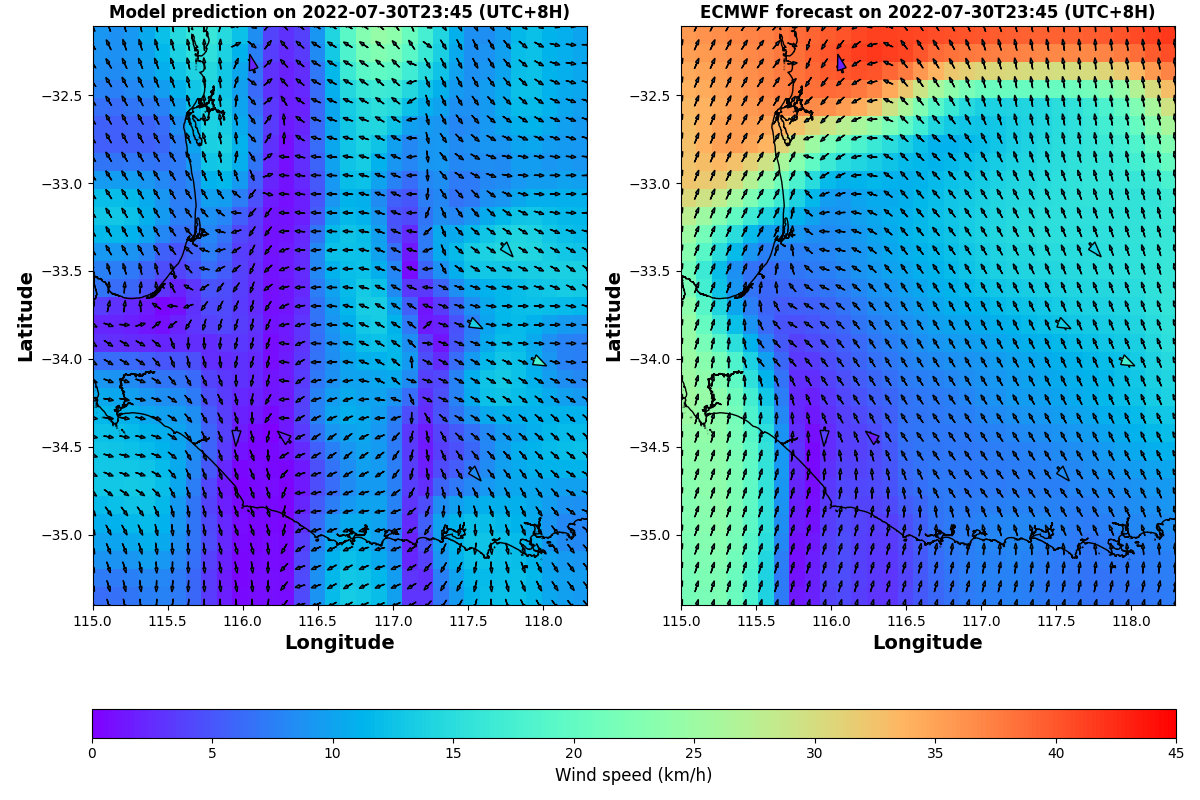 Model prediction on 2022-07-30T23:45 (UTC+8H)
ECMWF forecast on 2022-07-30T23:45 (UTC+8H)
Latitude
−32.5
−33.0
−33.5
−34.0
−34.5
−35.0
115.0 115.5 116.0 116.5 117.0 117.5 118.0
Longitude
Latitude
−32.5
−33.0
−33.5
−34.0
−34.5
−35.0
115.0 115.5 116.0 116.5 117.0 117.5 118.0
Longitude
0 5 10 15 20 25 30 35 40 45
Wind speed (km/h)